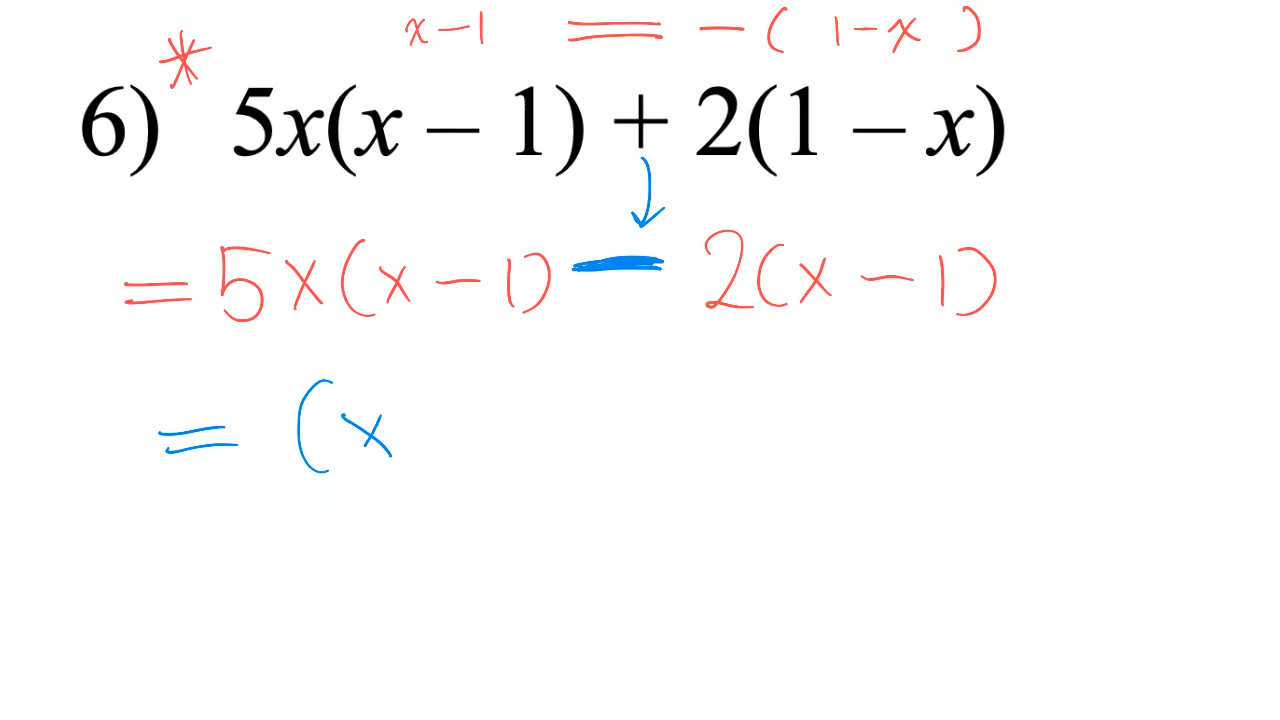 x - 1 = - ( 1 - x )
6)* 5x(x – 1) + 2(1 – x)
= 5x(x - 1) - 2(x - 1)
= (x